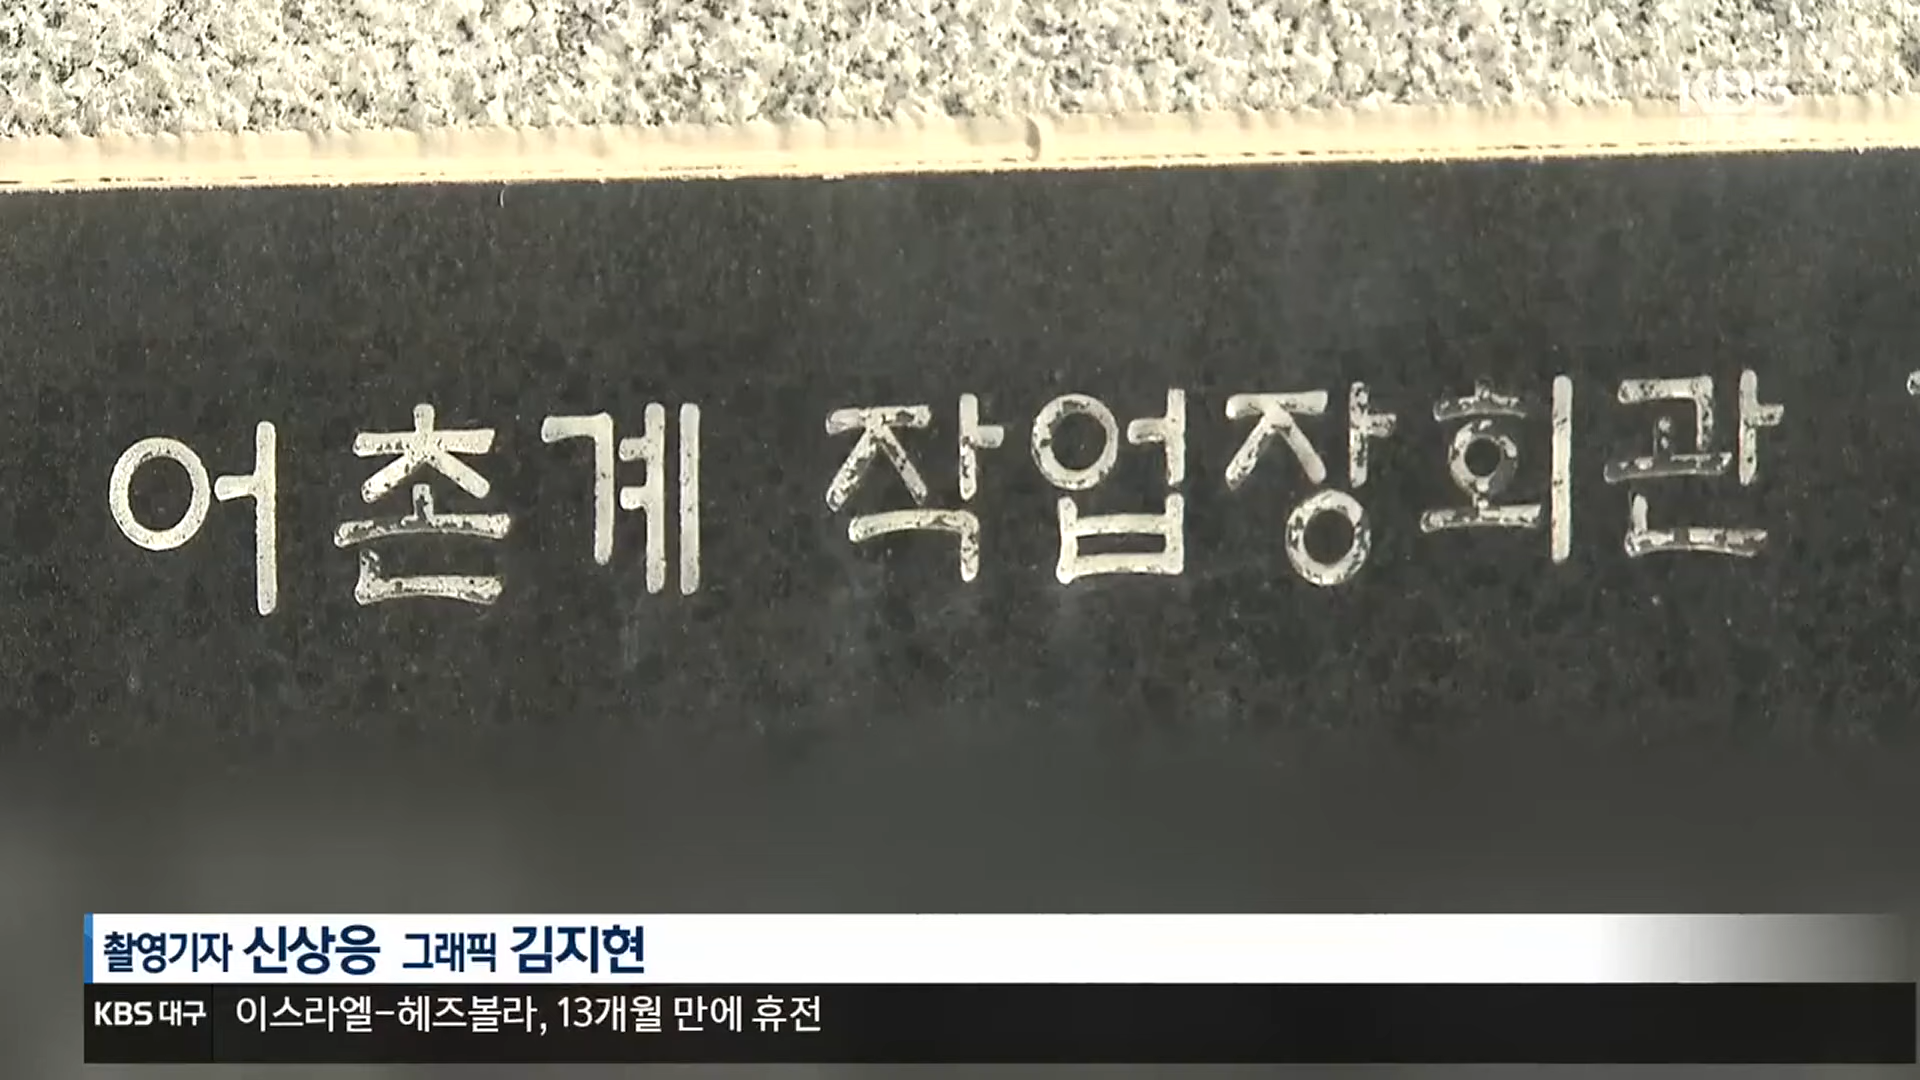 KBS
어촌계 작업장회관
촬영기자 신상응 그래픽 김지현
KBS 대구 이스라엘-헤즈볼라, 13개월 만에 휴전